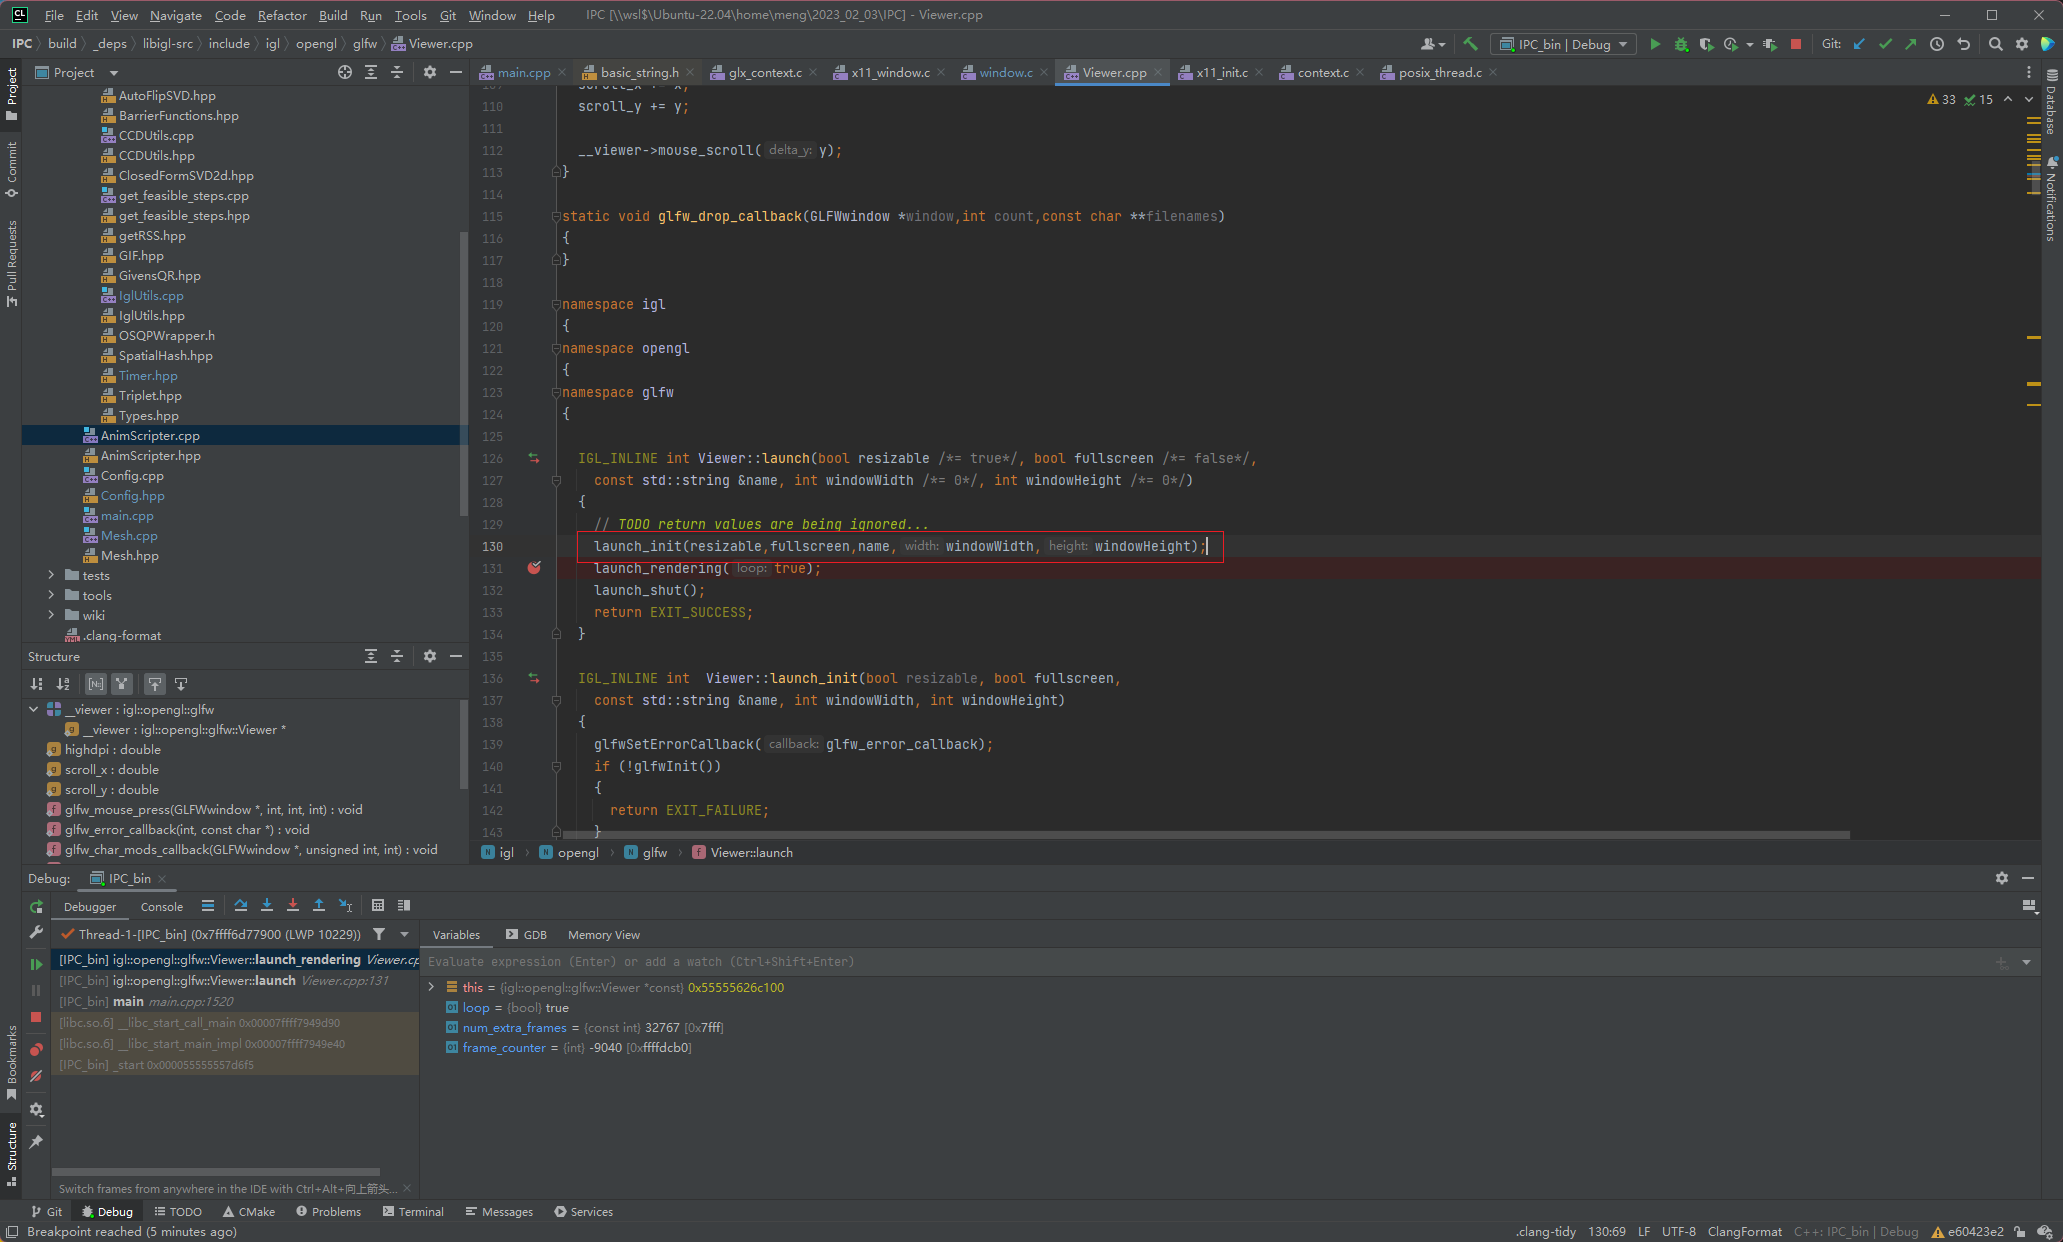 File Edit View Navigate Code Refactor Build Run Tools Git Window Help IPC [\\wsl$\Ubuntu-22.04\home\meng\2023_02_03\IPC] - Viewer.cpp
IPC build _deps libigl-src include igl opengl glfw Viewer.cpp IPC_bin | Debug Git:
Project
main.cpp basic_string.h glx_context.c x11_window.c window.c Viewer.cpp x11_init.c context.c posix_thread.c
33 15
Project
Commit
Pull Requests
Bookmarks
Structure
Database
Notifications
AutoFlipSVD.hpp
BarrierFunctions.hpp
CCDUtils.cpp
CCDUtils.hpp
ClosedFormSVD2d.hpp
get_feasible_steps.cpp
get_feasible_steps.hpp
getRSS.hpp
GIF.hpp
GivensQR.hpp
IglUtils.cpp
IglUtils.hpp
OSQPWrapper.h
SpatialHash.hpp
Timer.hpp
Triplet.hpp
Types.hpp
AnimScripter.cpp
AnimScripter.hpp
Config.cpp
Config.hpp
main.cpp
Mesh.cpp
Mesh.hpp
tests
tools
wiki
.clang-format
Structure
__viewer : igl::opengl::glfw
__viewer : igl::opengl::glfw::Viewer *
highdpi : double
scroll_x : double
scroll_y : double
glfw_mouse_press(GLFWwindow *, int, int, int) : void
glfw_error_callback(int, const char *) : void
glfw_char_mods_callback(GLFWwindow *, unsigned int, int) : void
109 scroll_x += x;
110 scroll_y += y;
111
112 __viewer->mouse_scroll( delta_y: y);
113 }
114
115 static void glfw_drop_callback(GLFWwindow *window,int count,const char **filenames)
116 {
117 }
118
119 namespace igl
120 {
121 namespace opengl
122 {
123 namespace glfw
124 {
125
126 IGL_INLINE int Viewer::launch(bool resizable /*= true*/, bool fullscreen /*= false*/,
127 const std::string &name, int windowWidth /*= 0*/, int windowHeight /*= 0*/)
128 {
129 // TODO return values are being ignored...
130 launch_init(resizable,fullscreen,name, width: windowWidth, height: windowHeight);
131 launch_rendering( loop: true);
132 launch_shut();
133 return EXIT_SUCCESS;
134 }
135
136 IGL_INLINE int  Viewer::launch_init(bool resizable, bool fullscreen,
137 const std::string &name, int windowWidth, int windowHeight)
138 {
139 glfwSetErrorCallback( callback: glfw_error_callback);
140 if (!glfwInit())
141 {
142 return EXIT_FAILURE;
143 }
igl opengl glfw Viewer::launch
Debug: IPC_bin
Debugger Console
Thread-1-[IPC_bin] (0x7ffff6d77900 (LWP 10229))
[IPC_bin] igl::opengl::glfw::Viewer::launch_rendering Viewer.cp
[IPC_bin] igl::opengl::glfw::Viewer::launch Viewer.cpp:131
[IPC_bin] main main.cpp:1520
[libc.so.6] __libc_start_call_main 0x00007ffff7949d90
[libc.so.6] __libc_start_main_impl 0x00007ffff7949e40
[IPC_bin] _start 0x000055555557d6f5
Switch frames from anywhere in the IDE with Ctrl+Alt+向上箭头...
Variables GDB Memory View
Evaluate expression (Enter) or add a watch (Ctrl+Shift+Enter)
this = {igl::opengl::glfw::Viewer *const} 0x55555626c100
loop = {bool} true
num_extra_frames = {const int} 32767 [0x7fff]
frame_counter = {int} -9040 [0xffffdcb0]
Git Debug TODO CMake Problems Terminal Messages Services
Breakpoint reached (5 minutes ago) .clang-tidy 130:69 LF UTF-8 ClangFormat C++: IPC_bin | Debug e60423e2